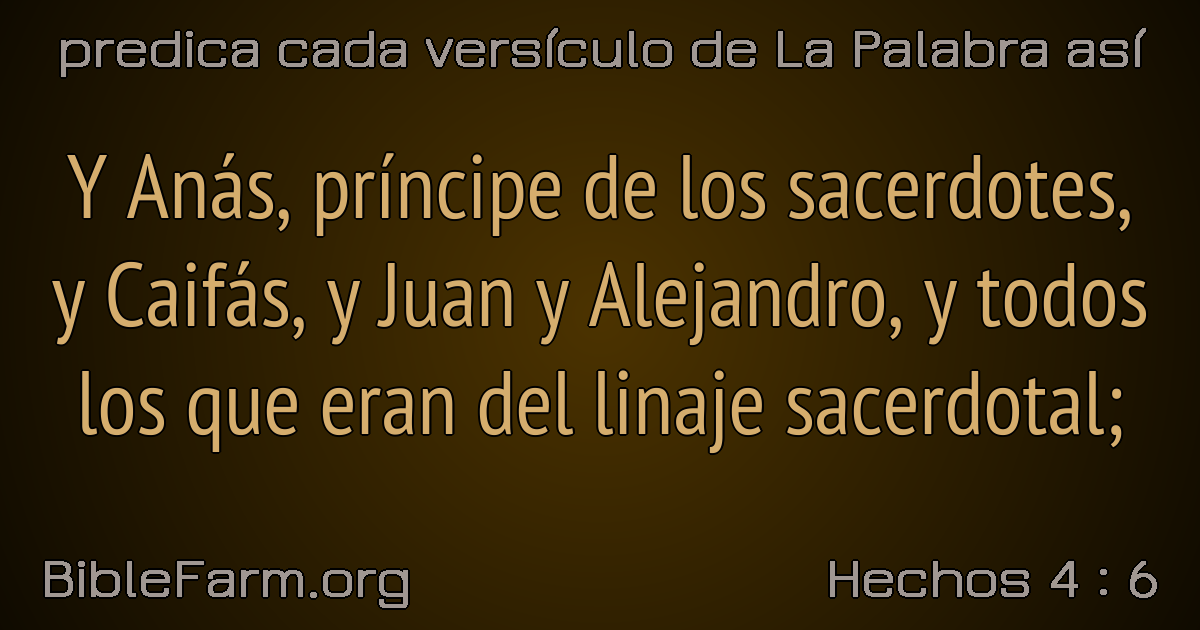 predica cada versículo de La Palabra así
Y Anás, príncipe de los sacerdotes,
y Caifás, y Juan y Alejandro, y todos
los que eran del linaje sacerdotal;
BibleFarm.org
Hechos 4 : 6